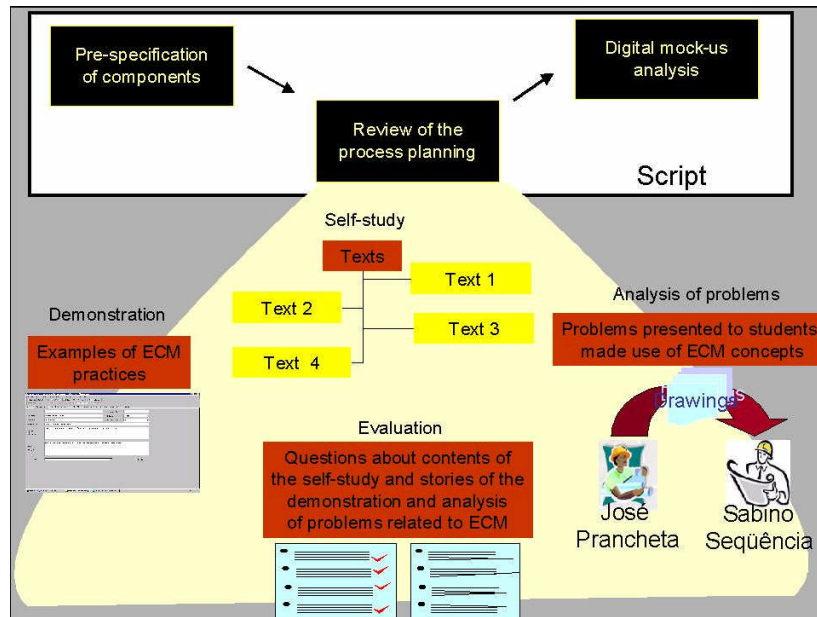 Pre-specification
of components
Digital mock-us
analysis
Review of the
process planning
Script
Self-study
Texts
Text 1
Text 2
Text 3
Text 4
Demonstration
Examples of ECM
practices
Analysis of problems
Problems presented to students
made use of ECM concepts
Drawings
José
Prancheta
Sabino
Seqüência
Evaluation
Questions about contents of
the self-study and stories of the
demonstration and analysis
of problems related to ECM